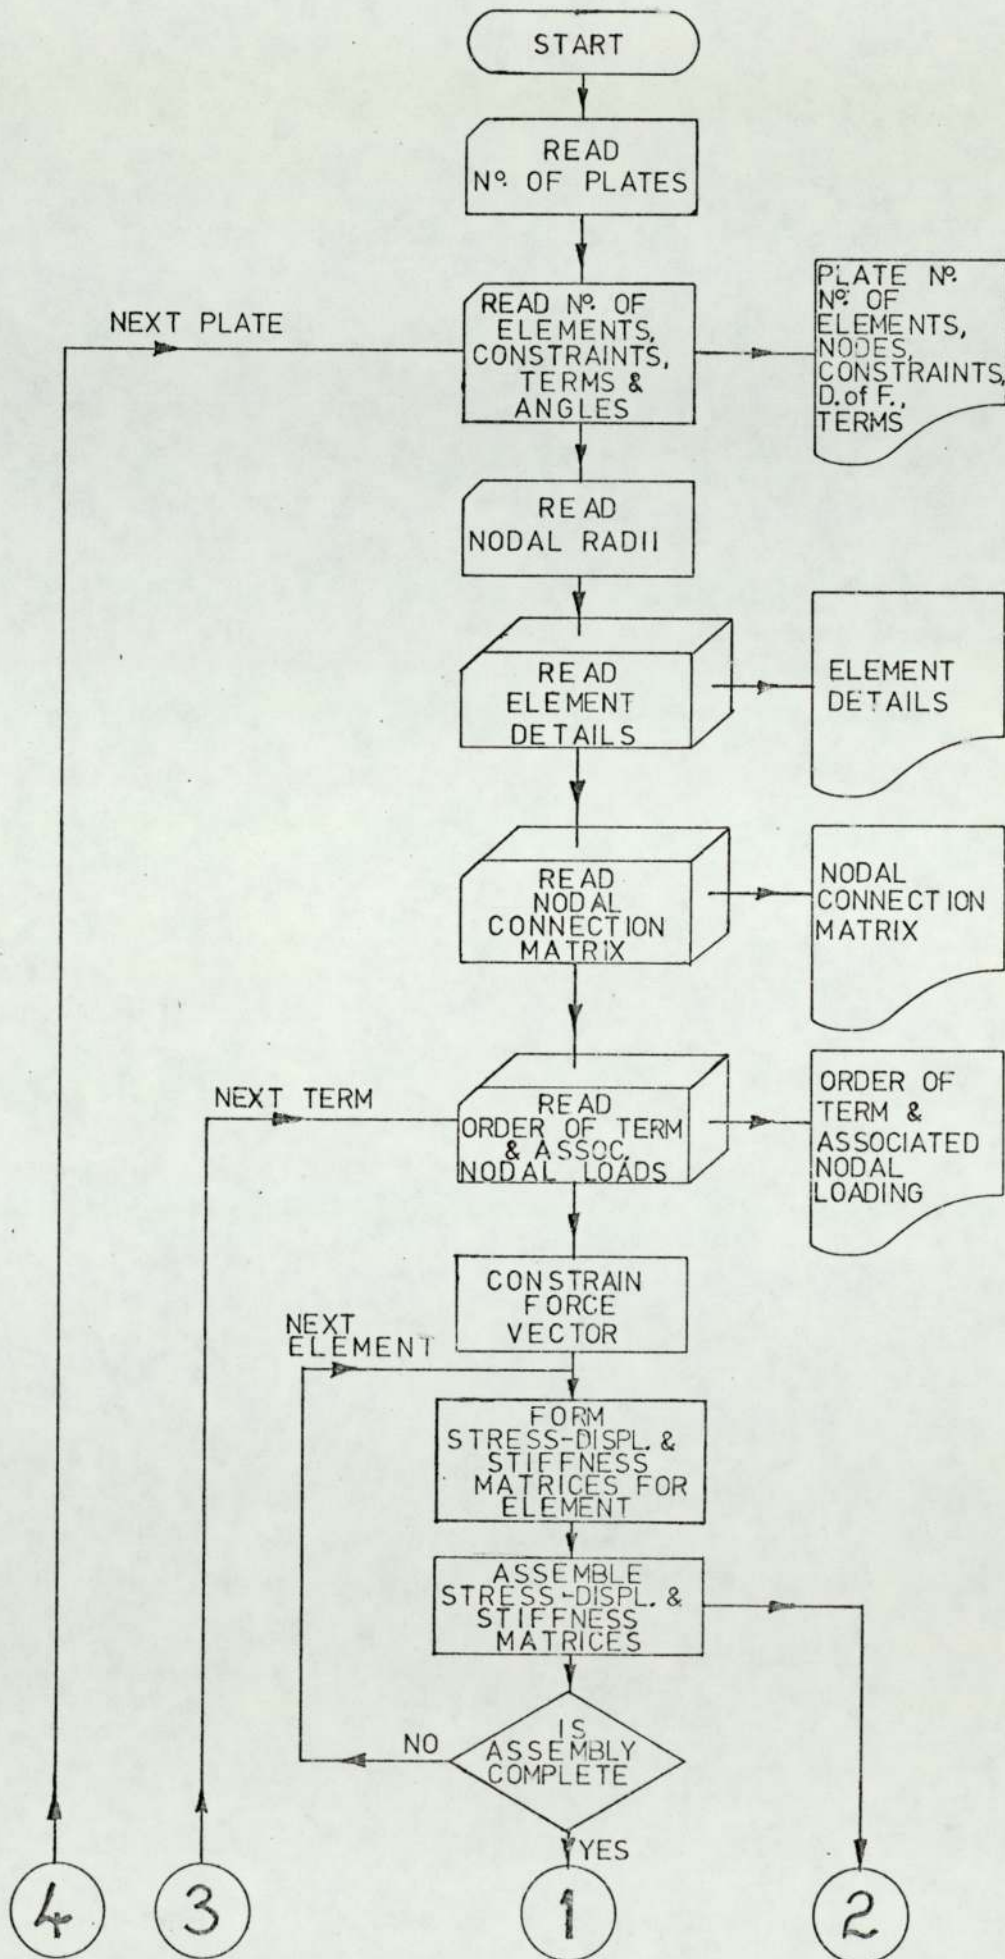 START
READ
Nº. OF PLATES
NEXT PLATE
READ Nº. OF
ELEMENTS,
CONSTRAINTS,
TERMS &
ANGLES
PLATE Nº.
Nº. OF
ELEMENTS,
NODES,
CONSTRAINTS,
D.of F.,
TERMS
READ
NODAL RADII
READ
ELEMENT
DETAILS
ELEMENT
DETAILS
READ
NODAL
CONNECTION
MATRIX
NODAL
CONNECTION
MATRIX
NEXT TERM
READ
ORDER OF TERM
& ASSOC.
NODAL LOADS
ORDER OF
TERM &
ASSOCIATED
NODAL
LOADING
CONSTRAIN
FORCE
VECTOR
NEXT
ELEMENT
FORM
STRESS-DISPL. &
STIFFNESS
MATRICES FOR
ELEMENT
ASSEMBLE
STRESS-DISPL. &
STIFFNESS
MATRICES
NO
IS
ASSEMBLY
COMPLETE
YES
4
3
1
2